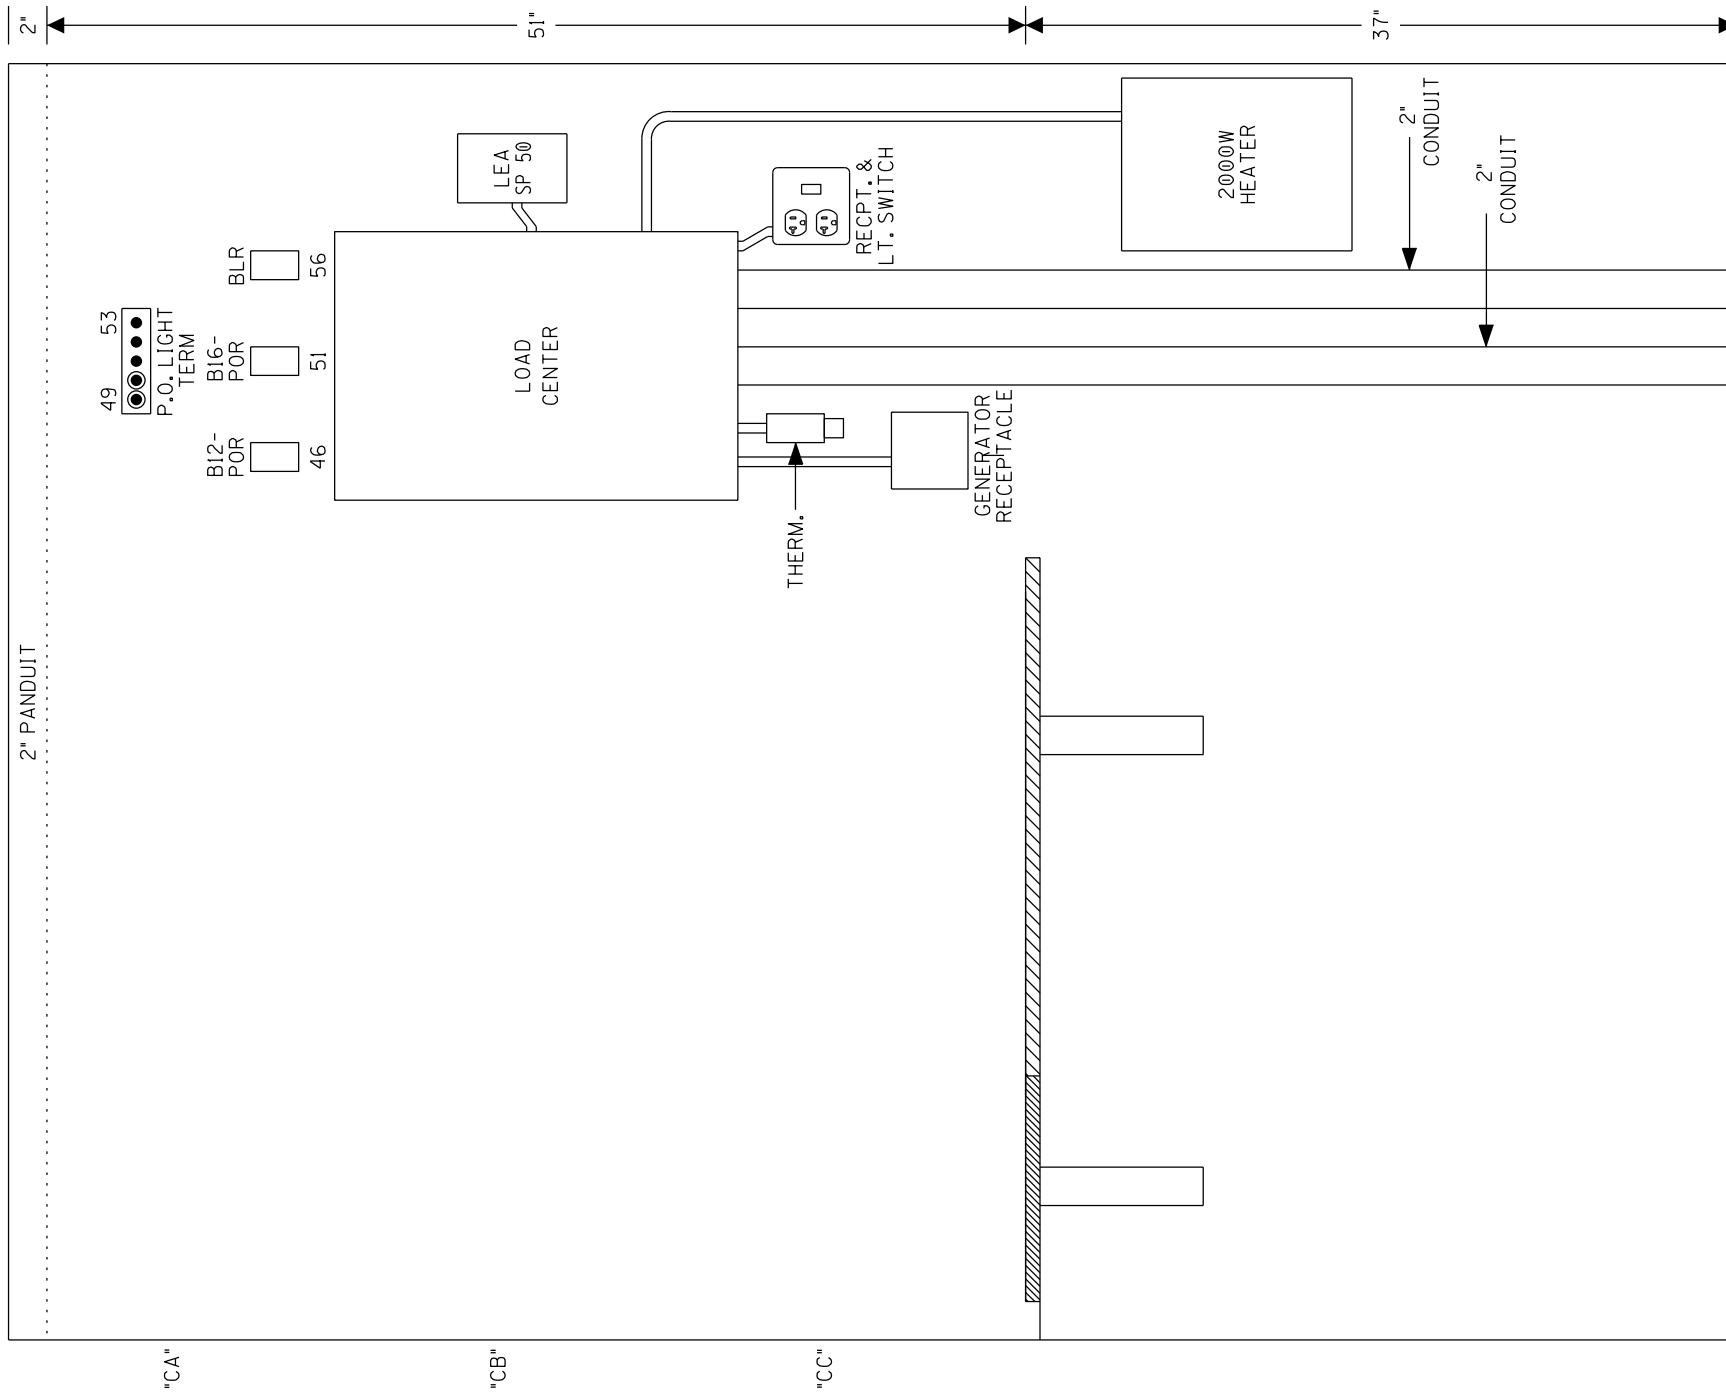 2"
51"
37"
2" PANDUIT
49
53
P.O. LIGHT
TERM
B12-
POR
46
B16-
POR
51
BLR
56
LEA
SP 50
LOAD
CENTER
RECPT. &
LT. SWITCH
THERM.
GENERATOR
RECEPTACLE
2000W
HEATER
2"
CONDUIT
2"
CONDUIT
"CA"
"CB"
"CC"